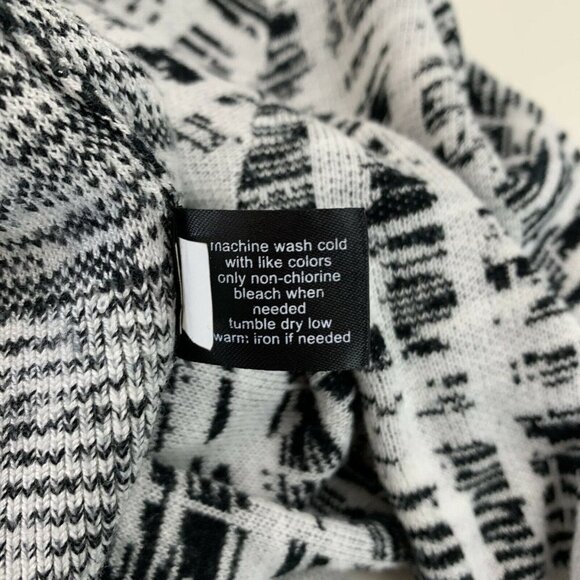 machine wash cold
with like colors
only non-chlorine
bleach when
needed
tumble dry low
warm iron if needed